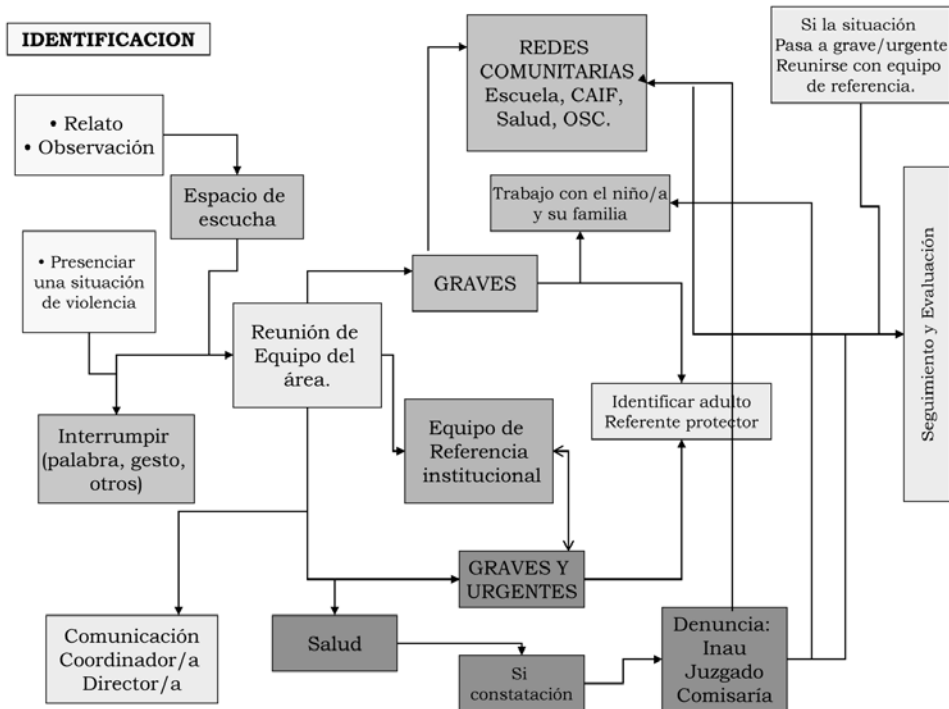 IDENTIFICACION
• Relato
• Observación
Espacio de
escucha
• Presenciar
una situación
de violencia
Interrumpir
(palabra, gesto,
otros)
Reunión de
Equipo del
área.
Comunicación
Coordinador/a
Director/a
REDES
COMUNITARIAS
Escuela, CAIF,
Salud, OSC.
Trabajo con el niño/a
y su familia
GRAVES
Equipo de
Referencia
institucional
Identificar adulto
Referente protector
GRAVES Y
URGENTES
Salud
Si
constatación
Denuncia:
Inau
Juzgado
Comisaría
Si la situación
Pasa a grave/urgente
Reunirse con equipo
de referencia.
Seguimiento y Evaluación